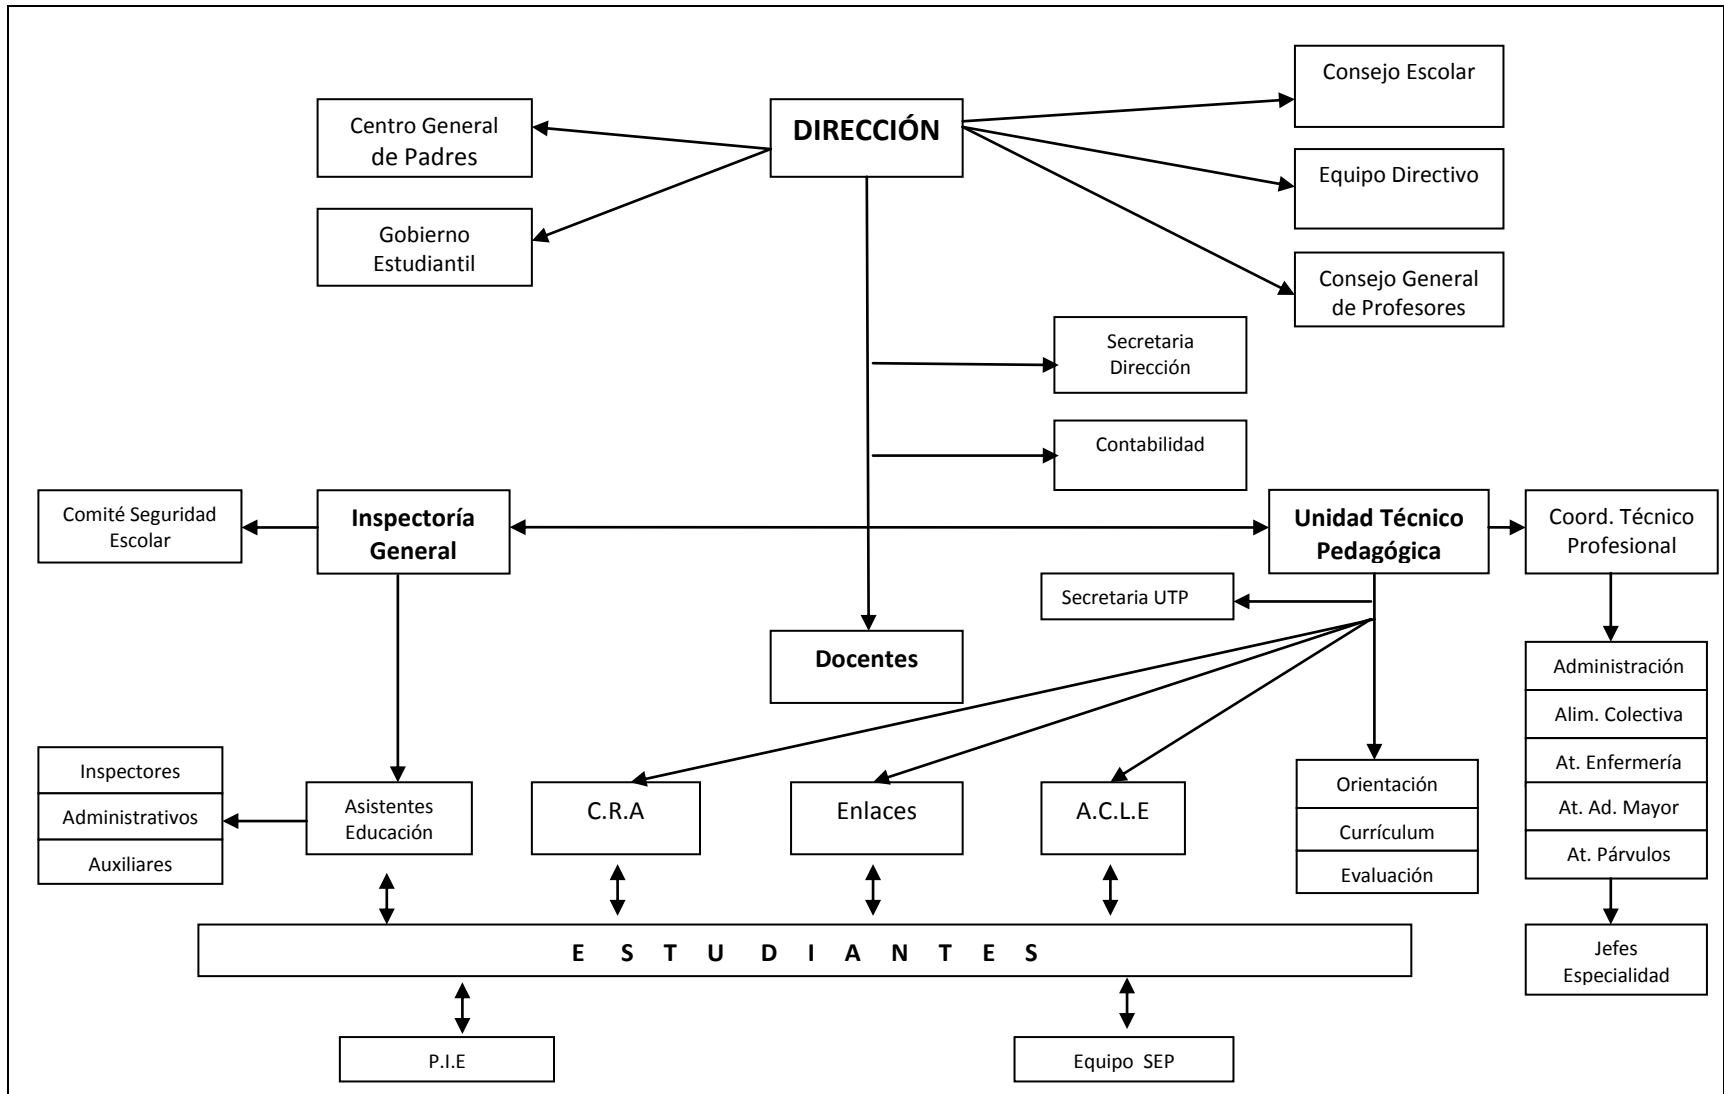 Consejo Escolar
Centro General
de Padres
DIRECCIÓN
Equipo Directivo
Gobierno
Estudiantil
Consejo General
de Profesores
Secretaria
Dirección
Contabilidad
Comité Seguridad
Escolar
Inspectoría
General
Unidad Técnico
Pedagógica
Coord. Técnico
Profesional
Secretaria UTP
Docentes
Administración
Alim. Colectiva
At. Enfermería
At. Ad. Mayor
At. Párvulos
Inspectores
Administrativos
Auxiliares
Asistentes
Educación
C.R.A
Enlaces
A.C.L.E
Orientación
Currículum
Evaluación
E S T U D I A N T E S
Jefes
Especialidad
P.I.E
Equipo SEP